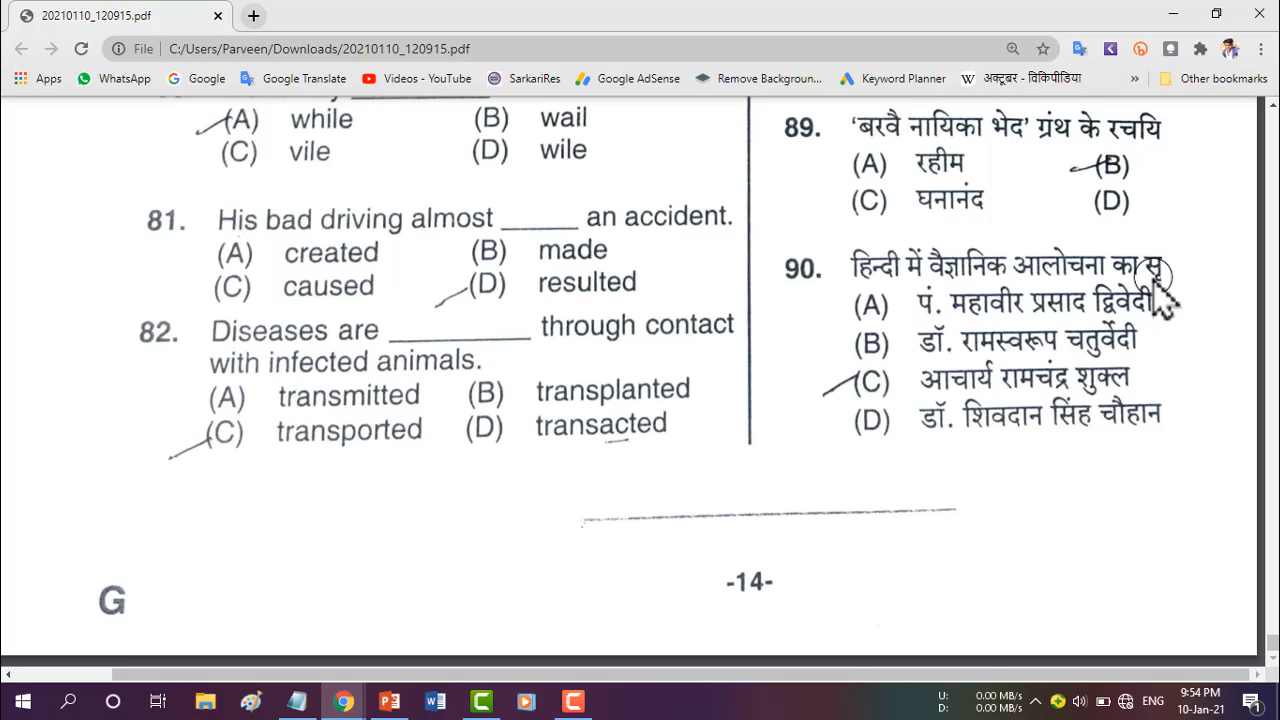 20210110_120915.pdf
File C:/Users/Parveen/Downloads/20210110_120915.pdf
Apps WhatsApp Google Google Translate Videos - YouTube SarkariRes Google AdSense Remove Backgroun... Keyword Planner अक्टूबर - विकिपीडिया » Other bookmarks
(A) while (B) wail
(C) vile (D) wile
81. His bad driving almost ______ an accident.
(A) created (B) made
(C) caused (D) resulted
82. Diseases are ___________ through contact
with infected animals.
(A) transmitted (B) transplanted
(C) transported (D) transacted
89. ‘बरवै नायिका भेद’ ग्रंथ के रचयि
(A) रहीम (B)
(C) घनानंद (D)
90. हिन्दी में वैज्ञानिक आलोचना का सू
(A) पं. महावीर प्रसाद द्विवेदी
(B) डॉ. रामस्वरूप चतुर्वेदी
(C) आचार्य रामचंद्र शुक्ल
(D) डॉ. शिवदान सिंह चौहान
-14-
G
U: 0.00 MB/s
D: 0.00 MB/s
ENG
9:54 PM
10-Jan-21